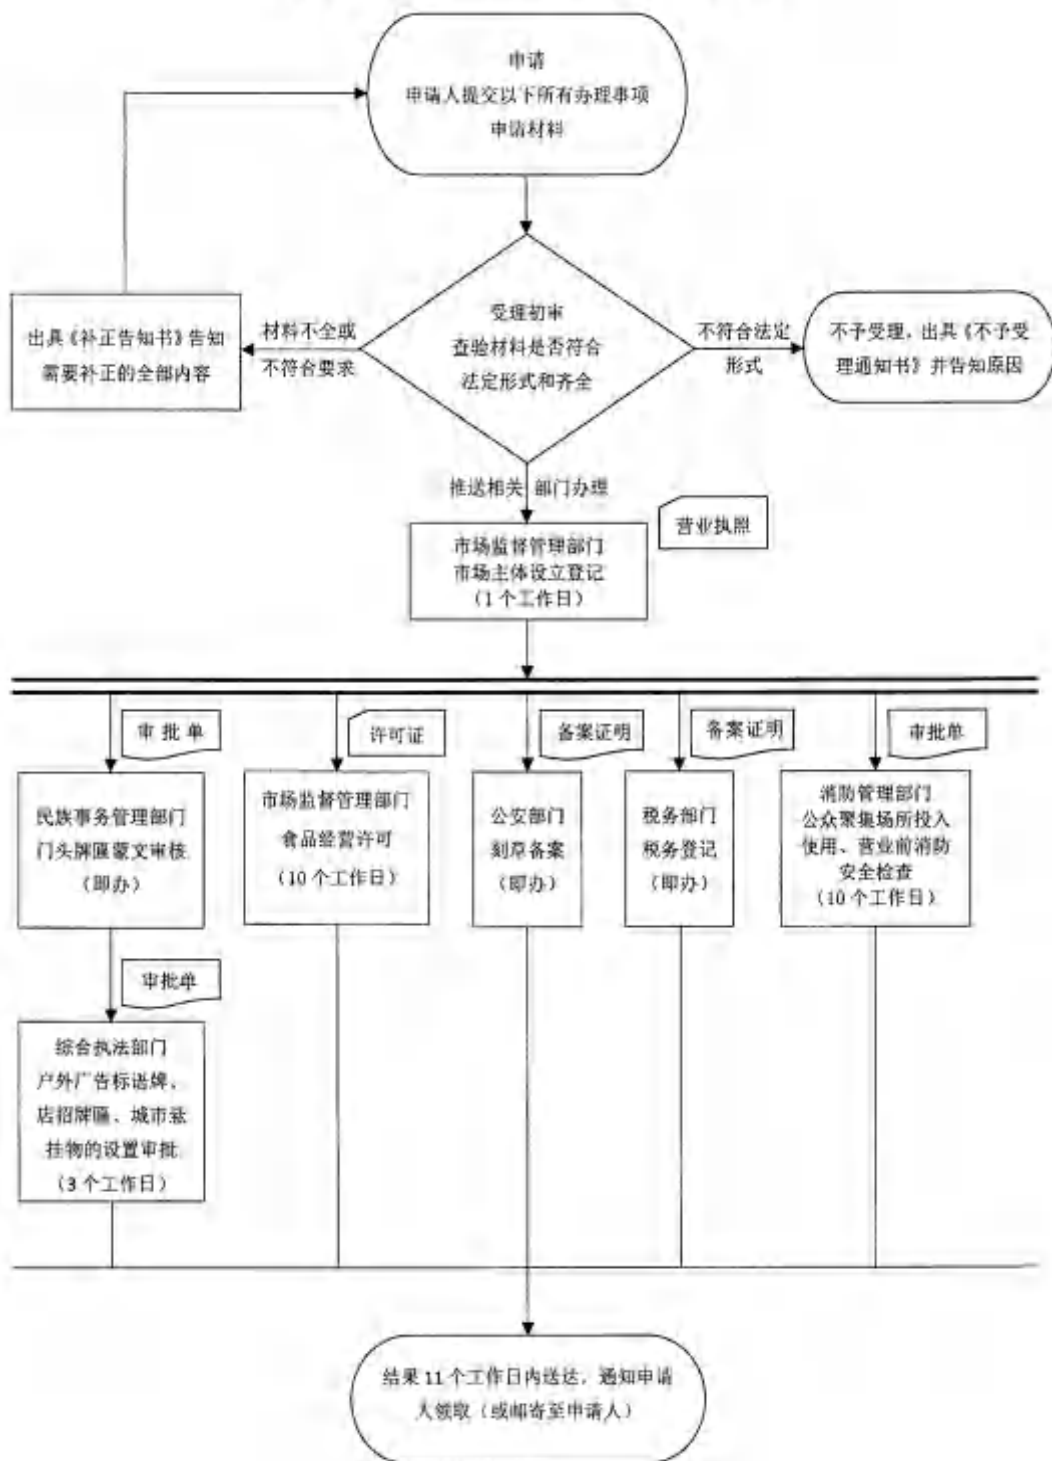 申请
申请人提交以下所有办理事项
申请材料
受理初审
查验材料是否符合
法定形式和齐全
材料不全或
不符合要求
出具《补正告知书》告知
需要补正的全部内容
不符合法定
形式
不予受理，出具《不予受
理通知书》并告知原因
推送相关 部门办理
营业执照
市场监督管理部门
市场主体设立登记
（1个工作日）
审批单
民族事务管理部门
门头牌匾蒙文审核
（即办）
许可证
市场监督管理部门
食品经营许可
（10个工作日）
备案证明
公安部门
刻章备案
（即办）
备案证明
税务部门
税务登记
（即办）
审批单
消防管理部门
公众聚集场所投入
使用、营业前消防
安全检查
（10个工作日）
审批单
综合执法部门
户外广告标语牌、
店招牌匾、城市悬
挂物的设置审批
（3个工作日）
结果11个工作日内送达，通知申请
人领取（或邮寄至申请人）